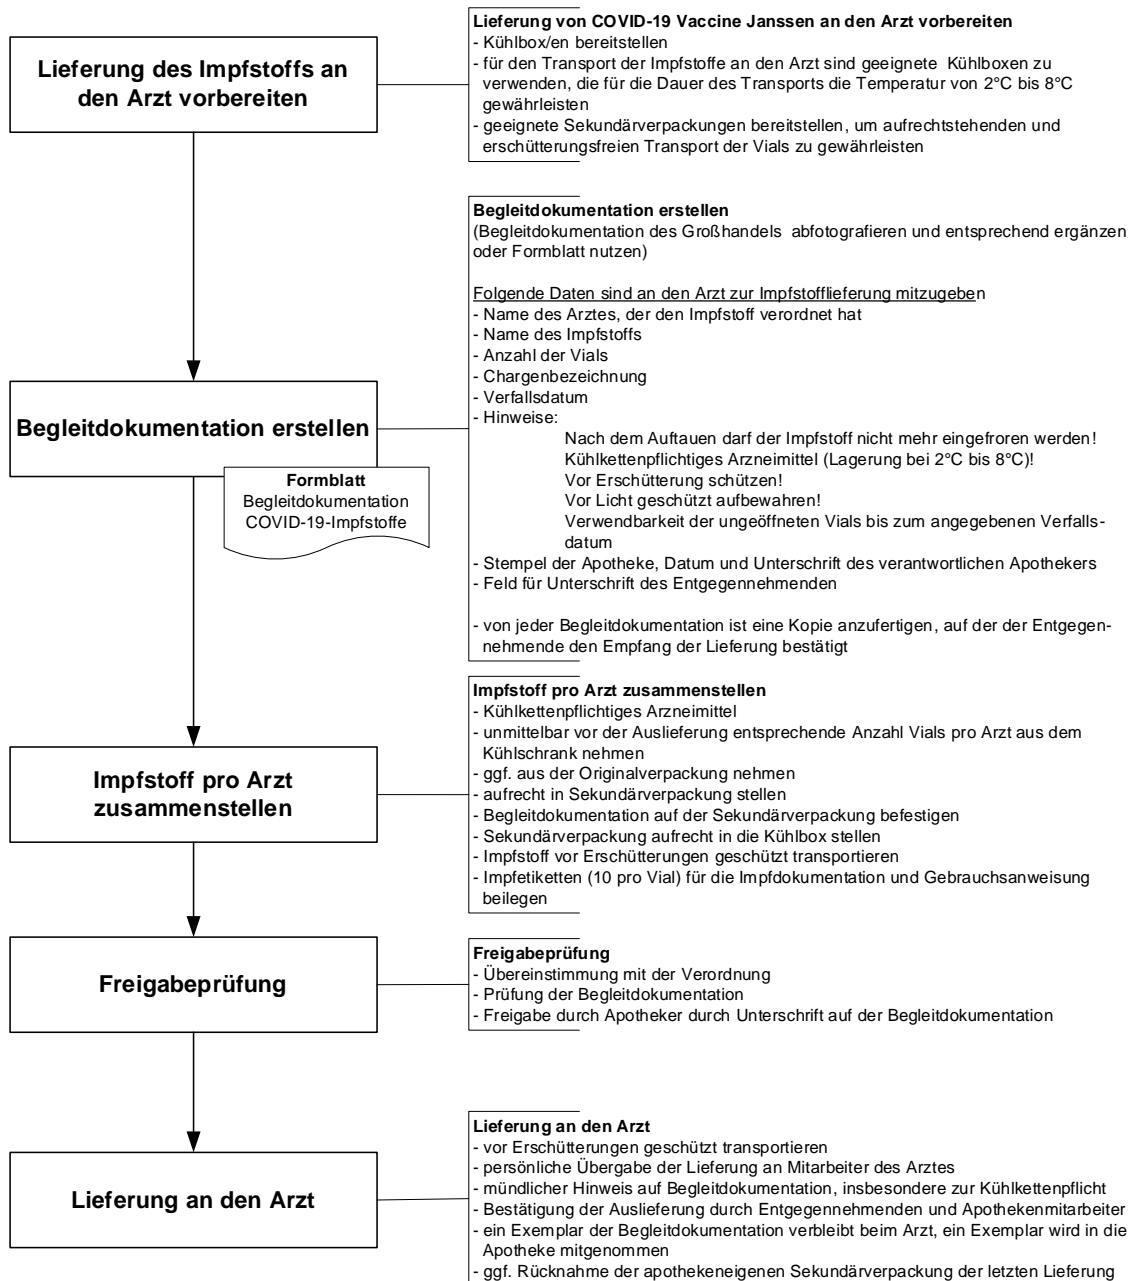 Lieferung des Impfstoffs an
den Arzt vorbereiten
Lieferung von COVID-19 Vaccine Janssen an den Arzt vorbereiten
- Kühlbox/en bereitstellen
- für den Transport der Impfstoffe an den Arzt sind geeignete Kühlboxen zu
verwenden, die für die Dauer des Transports die Temperatur von 2°C bis 8°C
gewährleisten
- geeignete Sekundärverpackungen bereitstellen, um aufrechtstehenden und
erschütterungsfreien Transport der Vials zu gewährleisten
Begleitdokumentation erstellen
Formblatt
Begleitdokumentation
COVID-19-Impfstoffe
Begleitdokumentation erstellen
(Begleitdokumentation des Großhandels abfotografieren und entsprechend ergänzen
oder Formblatt nutzen)
Folgende Daten sind an den Arzt zur Impfstofflieferung mitzugeben
- Name des Arztes, der den Impfstoff verordnet hat
- Name des Impfstoffs
- Anzahl der Vials
- Chargenbezeichnung
- Verfallsdatum
- Hinweise:
Nach dem Auftauen darf der Impfstoff nicht mehr eingefroren werden!
Kühlkettenpflichtiges Arzneimittel (Lagerung bei 2°C bis 8°C)!
Vor Erschütterung schützen!
Vor Licht geschützt aufbewahren!
Verwendbarkeit der ungeöffneten Vials bis zum angegebenen Verfalls-
datum
- Stempel der Apotheke, Datum und Unterschrift des verantwortlichen Apothekers
- Feld für Unterschrift des Entgegennehmenden
- von jeder Begleitdokumentation ist eine Kopie anzufertigen, auf der der Entgegen-
nehmende den Empfang der Lieferung bestätigt
Impfstoff pro Arzt
zusammenstellen
Impfstoff pro Arzt zusammenstellen
- Kühlkettenpflichtiges Arzneimittel
- unmittelbar vor der Auslieferung entsprechende Anzahl Vials pro Arzt aus dem
Kühlschrank nehmen
- ggf. aus der Originalverpackung nehmen
- aufrecht in Sekundärverpackung stellen
- Begleitdokumentation auf der Sekundärverpackung befestigen
- Sekundärverpackung aufrecht in die Kühlbox stellen
- Impfstoff vor Erschütterungen geschützt transportieren
- Impfetiketten (10 pro Vial) für die Impfdokumentation und Gebrauchsanweisung
beilegen
Freigabeprüfung
Freigabeprüfung
- Übereinstimmung mit der Verordnung
- Prüfung der Begleitdokumentation
- Freigabe durch Apotheker durch Unterschrift auf der Begleitdokumentation
Lieferung an den Arzt
Lieferung an den Arzt
- vor Erschütterungen geschützt transportieren
- persönliche Übergabe der Lieferung an Mitarbeiter des Arztes
- mündlicher Hinweis auf Begleitdokumentation, insbesondere zur Kühlkettenpflicht
- Bestätigung der Auslieferung durch Entgegennehmenden und Apothekenmitarbeiter
- ein Exemplar der Begleitdokumentation verbleibt beim Arzt, ein Exemplar wird in die
Apotheke mitgenommen
- ggf. Rücknahme der apothekeneigenen Sekundärverpackung der letzten Lieferung